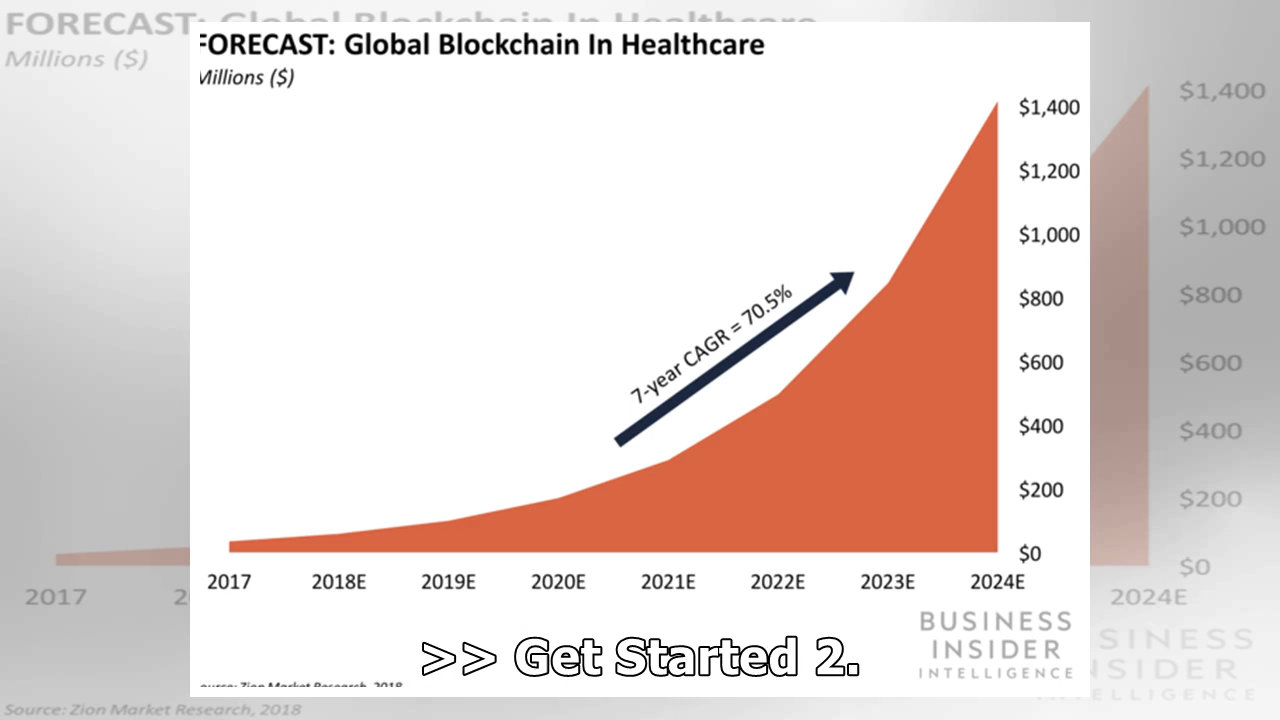 FORECAST: Global Blockchain In Healthcare
Millions ($)
$1,400
$1,200
$1,000
$800
$600
$400
$200
$0
7-year CAGR = 70.5%
2017 2018E 2019E 2020E 2021E 2022E 2023E 2024E
BUSINESS
INSIDER
INTELLIGENCE
>> Get Started 2.
Source: Zion Market Research, 2018